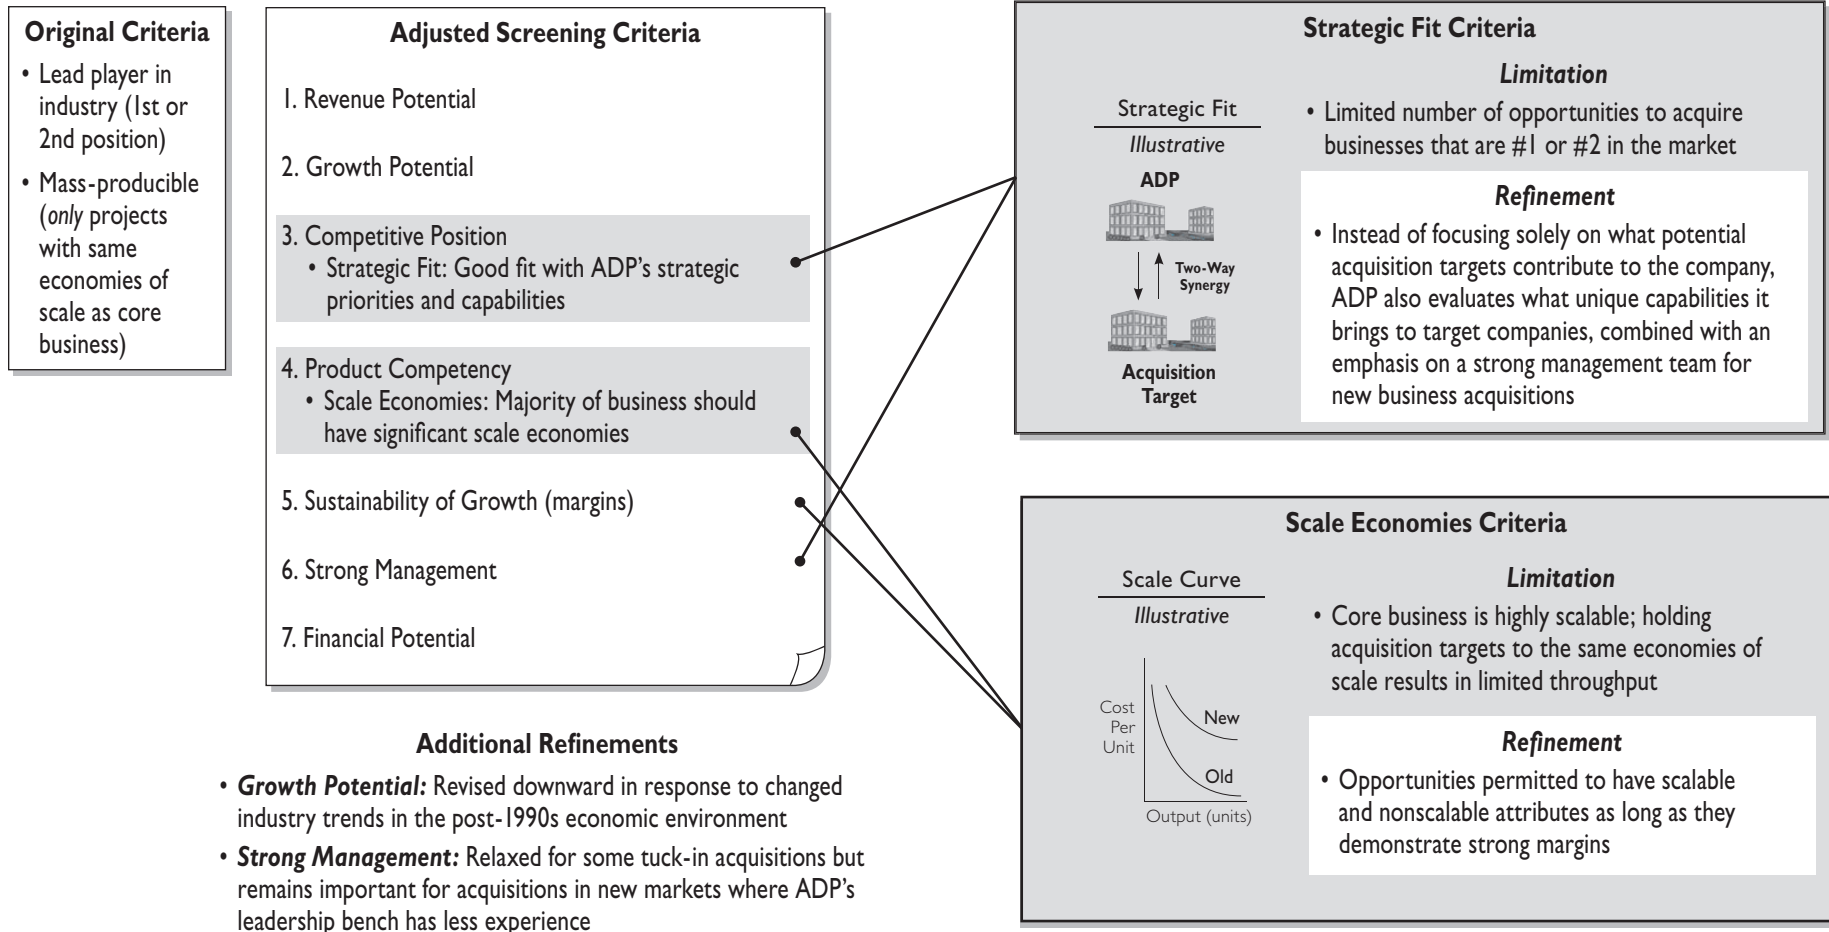 Original Criteria
• Lead player in
industry (1st or
2nd position)
• Mass-producible
(only projects
with same
economies of
scale as core
business)
Adjusted Screening Criteria
1. Revenue Potential
2. Growth Potential
3. Competitive Position
• Strategic Fit: Good fit with ADP’s strategic
priorities and capabilities
4. Product Competency
• Scale Economies: Majority of business should
have significant scale economies
5. Sustainability of Growth (margins)
6. Strong Management
7. Financial Potential
Additional Refinements
• Growth Potential: Revised downward in response to changed
industry trends in the post-1990s economic environment
• Strong Management: Relaxed for some tuck-in acquisitions but
remains important for acquisitions in new markets where ADP’s
leadership bench has less experience
Strategic Fit Criteria
Strategic Fit
Illustrative
ADP
Two-Way
Synergy
Acquisition
Target
Limitation
• Limited number of opportunities to acquire
businesses that are #1 or #2 in the market
Refinement
• Instead of focusing solely on what potential
acquisition targets contribute to the company,
ADP also evaluates what unique capabilities it
brings to target companies, combined with an
emphasis on a strong management team for
new business acquisitions
Scale Economies Criteria
Scale Curve
Illustrative
Cost
Per
Unit
New
Old
Output (units)
Limitation
• Core business is highly scalable; holding
acquisition targets to the same economies of
scale results in limited throughput
Refinement
• Opportunities permitted to have scalable
and nonscalable attributes as long as they
demonstrate strong margins